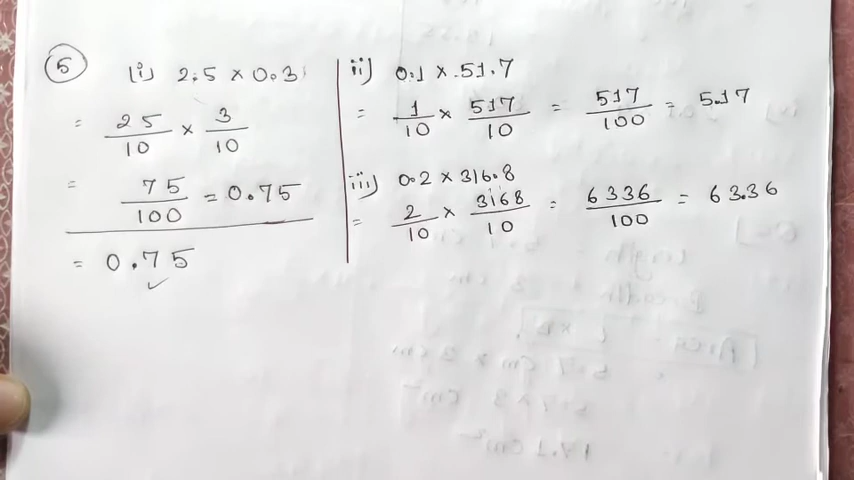 5
(i) 2.5 × 0.3
= 25/10 × 3/10
= 75/100 = 0.75
= 0.75 ✓
ii) 0.1 × 51.7
= 1/10 × 517/10 = 517/100 = 5.17
iii) 0.2 × 316.8
= 2/10 × 3168/10 = 6336/100 = 63.36